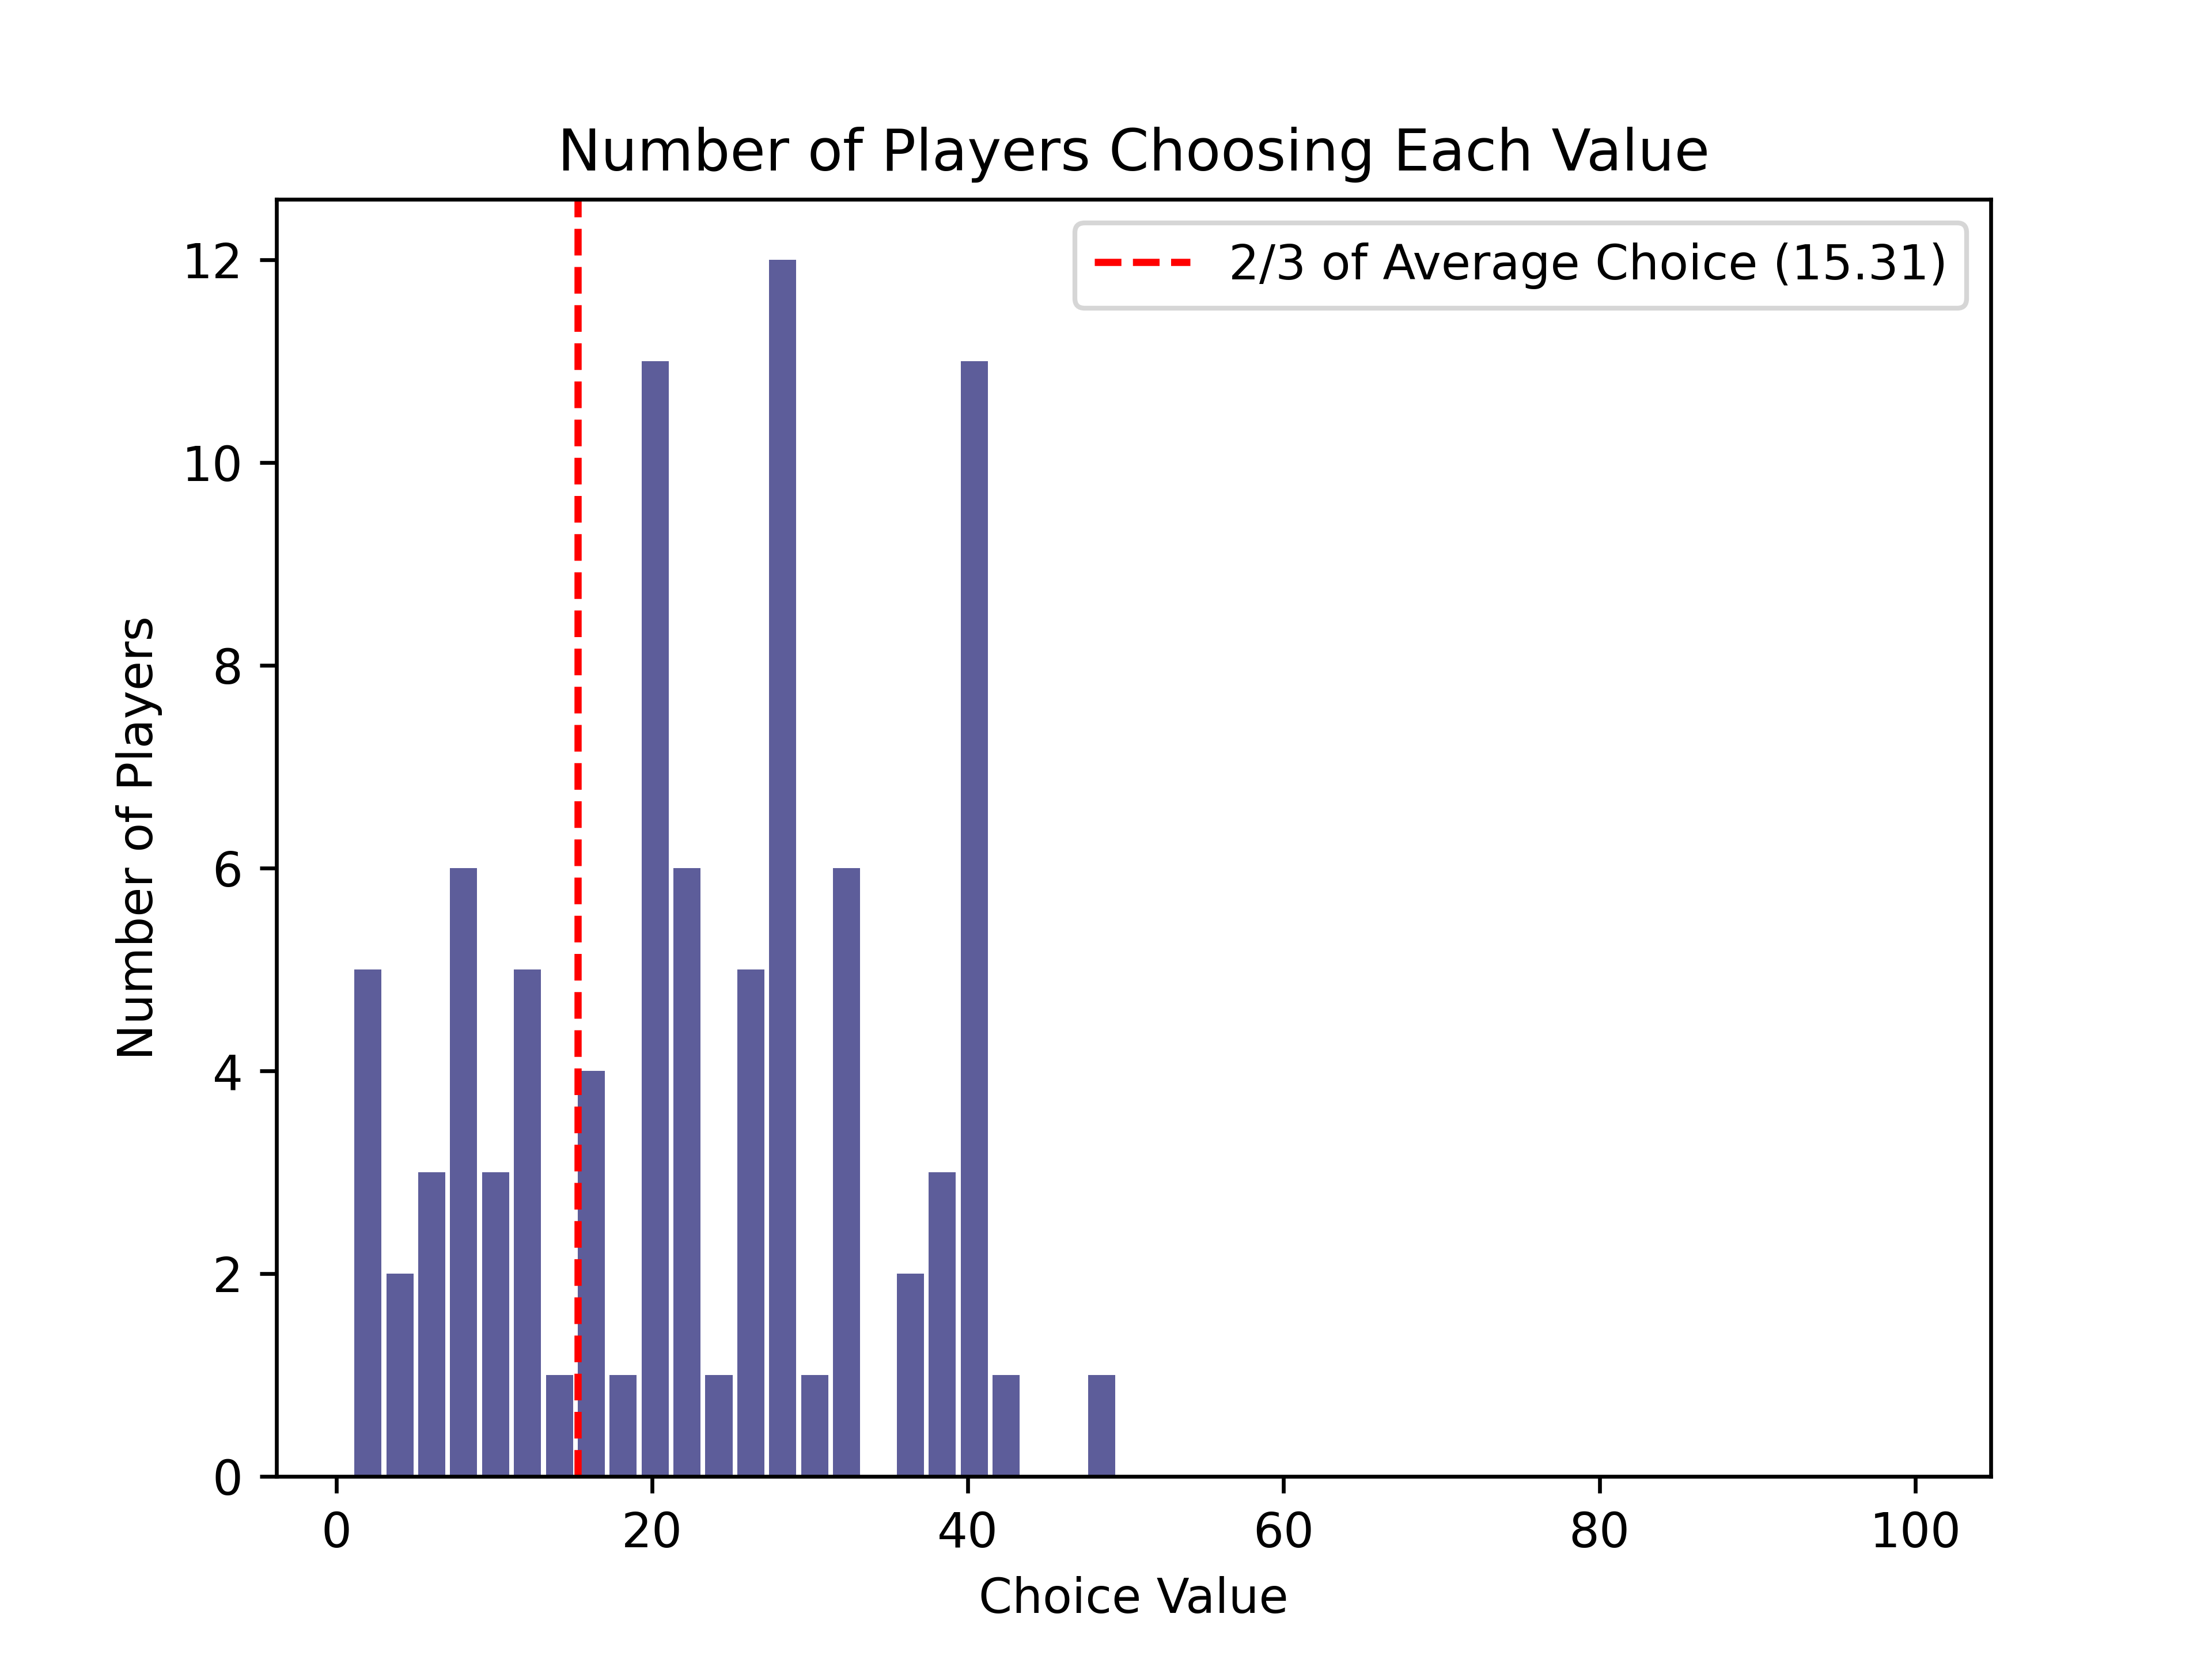 Number of Players Choosing Each Value
2/3 of Average Choice (15.31)
Number of Players
12
10
8
6
4
2
0
0 20 40 60 80 100
Choice Value